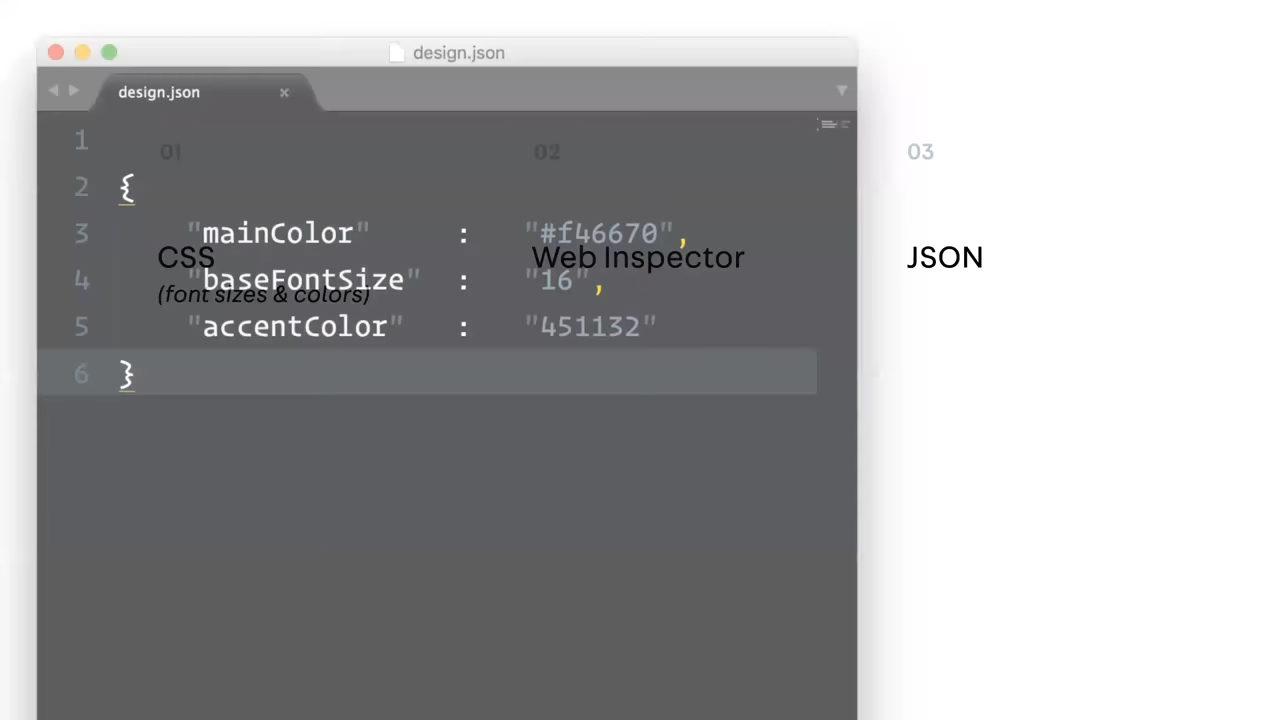 design.json
design.json ×
1
01 02 03
2 {
3 "mainColor" : "#f46670",
CSS Web Inspector JSON
4 "baseFontSize" : "16",
(font sizes & colors)
5 "accentColor" : "451132"
6 }